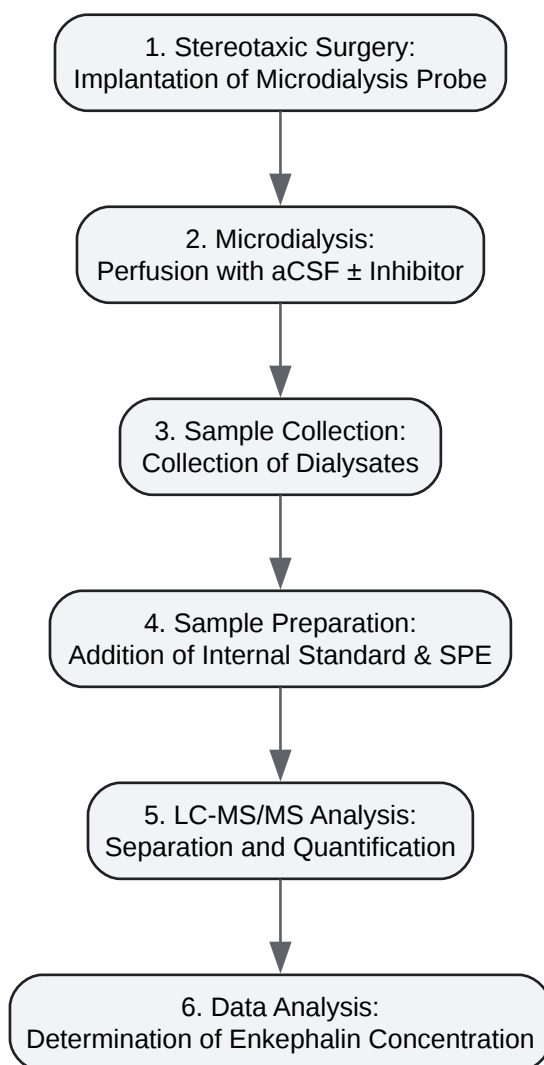 1. Stereotaxic Surgery:
Implantation of Microdialysis Probe
2. Microdialysis:
Perfusion with aCSF ± Inhibitor
3. Sample Collection:
Collection of Dialysates
4. Sample Preparation:
Addition of Internal Standard & SPE
5. LC-MS/MS Analysis:
Separation and Quantification
6. Data Analysis:
Determination of Enkephalin Concentration